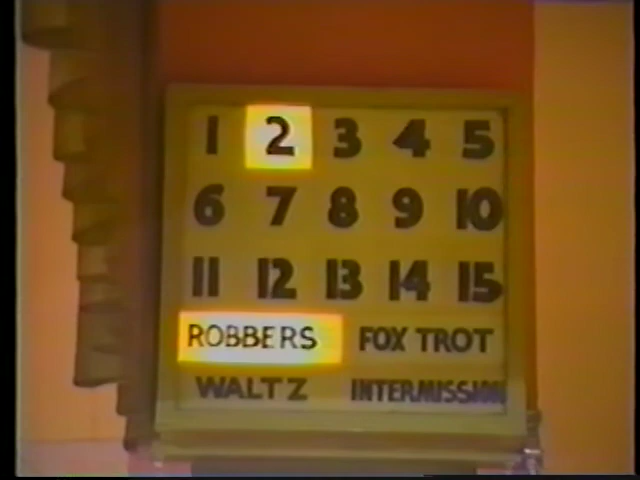 1 2 3 4 5
6 7 8 9 10
11 12 13 14 15
ROBBERS FOX TROT
WALTZ INTERMISSION